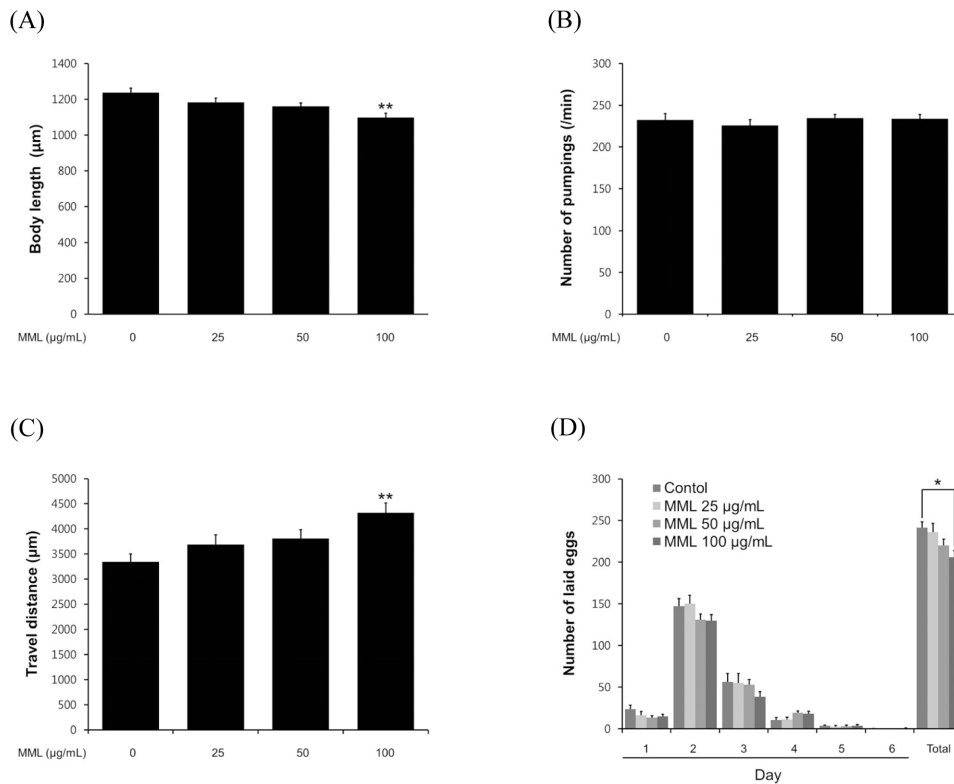 (A)
1400
1200
1000
800
600
400
200
0
Body length (µm)
**
MML (µg/mL)
0 25 50 100
(B)
300
250
200
150
100
50
0
Number of pumpings (/min)
MML (µg/mL)
0 25 50 100
(C)
5000
4500
4000
3500
3000
2500
2000
1500
1000
500
0
Travel distance (µm)
**
MML (µg/mL)
0 25 50 100
(D)
300
250
200
150
100
50
0
Number of laid eggs
Contol
MML 25 µg/mL
MML 50 µg/mL
MML 100 µg/mL
*
1 2 3 4 5 6 Total
Day